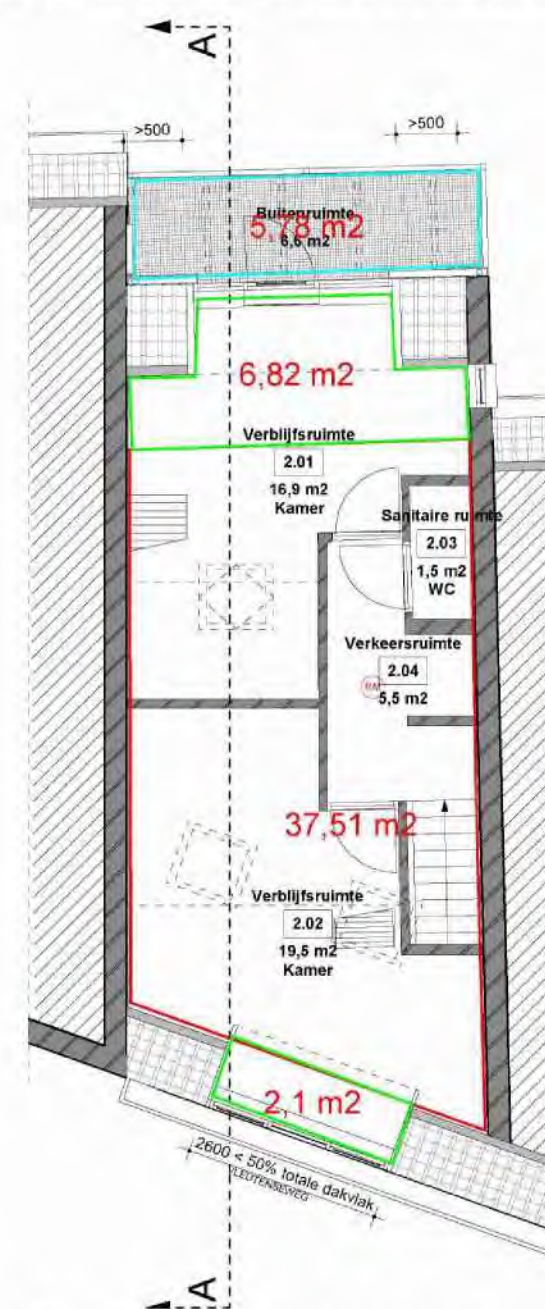 A
>500
>500
Buitenruimte
5,78 m2
6,6 m2
6,82 m2
Verblijfsruimte
2.01
16,9 m2
Kamer
Sanitaire ruimte
2.03
1,5 m2
WC
Verkeersruimte
2.04
RM
5,5 m2
37,51 m2
Verblijfsruimte
2.02
19,5 m2
Kamer
2,1 m2
2600 < 50% totale dakvlak
A